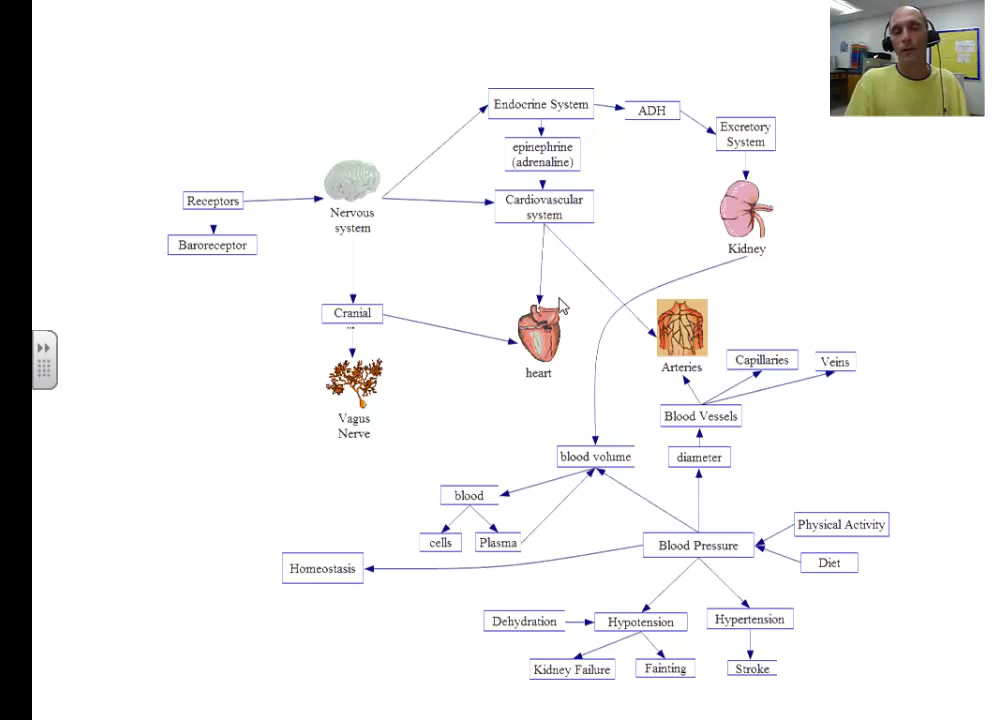 Endocrine System
ADH
Excretory
System
epinephrine
(adrenaline)
Receptors
Nervous
system
Cardiovascular
system
Baroreceptor
Kidney
Cranial
...
heart
Arteries
Capillaries
Veins
Vagus
Nerve
Blood Vessels
blood volume
diameter
blood
cells
Plasma
Blood Pressure
Physical Activity
Diet
Homeostasis
Dehydration
Hypotension
Hypertension
Kidney Failure
Fainting
Stroke